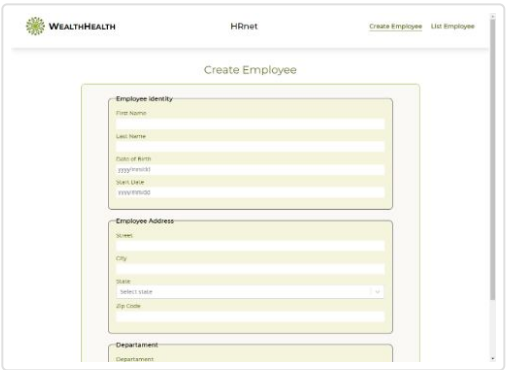 WEALTHHEALTH HRnet Create Employee List Employee
Create Employee
Employee Identity
First Name
Last Name
Date of Birth
yyyy/mm/dd
Start Date
yyyy/mm/dd
Employee Address
Street
City
State
Select state
Zip Code
Departament
Departament